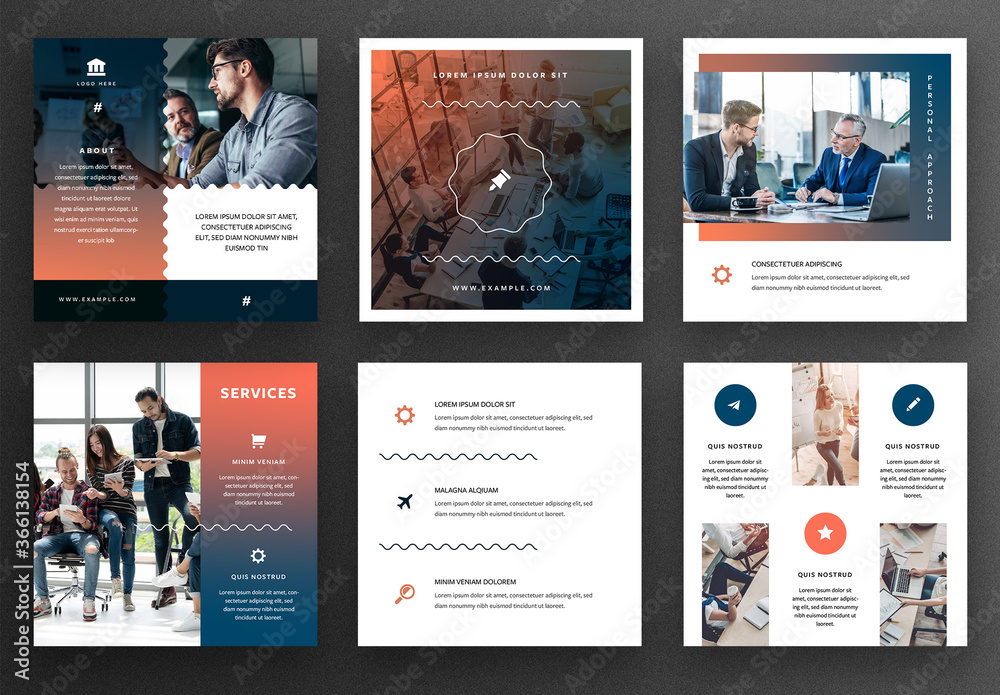 LOGO HERE
#
ABOUT
Lorem ipsum dolor sit amet,
consectetuer adipiscing elit,
sed diam nonummy nibh
euismod tincidunt ut laoreet dolore
magna aliquam erat volutpat. Ut
wisi enim ad minim veniam, quis
nostrud exerci tation ullamcorp-
er suscipit lob
WWW.EXAMPLE.COM
LOREM IPSUM DOLOR SIT AMET,
CONSECTETUER ADIPISCING
ELIT, SED DIAM NONUMMY NIBH
EUISMOD TIN
#
LOREM IPSUM DOLOR SIT
WWW.EXAMPLE.COM
PERSONAL APPROACH
CONSECTETUER ADIPISCING
Lorem ipsum dolor sit amet, consectetuer adipiscing elit, sed
diam nonummy nibh euismod tincidunt ut laoreet.
SERVICES
MINIM VENIAM
Lorem ipsum dolor sit amet, con-
sectetuer adipiscing elit, sed diam
nonummy nibh euismod tincidunt
ut laoreet.
QUIS NOSTRUD
Lorem ipsum dolor sit amet, con-
sectetuer adipiscing elit, sed diam
nonummy nibh euismod tincidunt
ut laoreet.
LOREM IPSUM DOLOR SIT
Lorem ipsum dolor sit amet, consectetuer adipiscing elit, sed
diam nonummy nibh euismod tincidunt ut laoreet.
MALAGNA ALQIUAM
Lorem ipsum dolor sit amet, consectetuer adipiscing elit, sed
diam nonummy nibh euismod tincidunt ut laoreet.
MINIM VENIAM DOLOREM
Lorem ipsum dolor sit amet, consectetuer adipiscing elit, sed
diam nonummy nibh euismod tincidunt ut laoreet.
QUIS NOSTRUD
Lorem ipsum dolor sit
amet, consectetuer
adipiscing elit, sed diam
nonummy nibh euismod
tincidunt ut laoreet.
QUIS NOSTRUD
Lorem ipsum dolor sit
amet, consectetuer
adipiscing elit, sed diam
nonummy nibh euismod
tincidunt ut laoreet.
QUIS NOSTRUD
Lorem ipsum dolor sit
amet, consectetuer
adipiscing elit, sed diam
nonummy nibh euismod
tincidunt ut laoreet.
Adobe Stock | #366138154